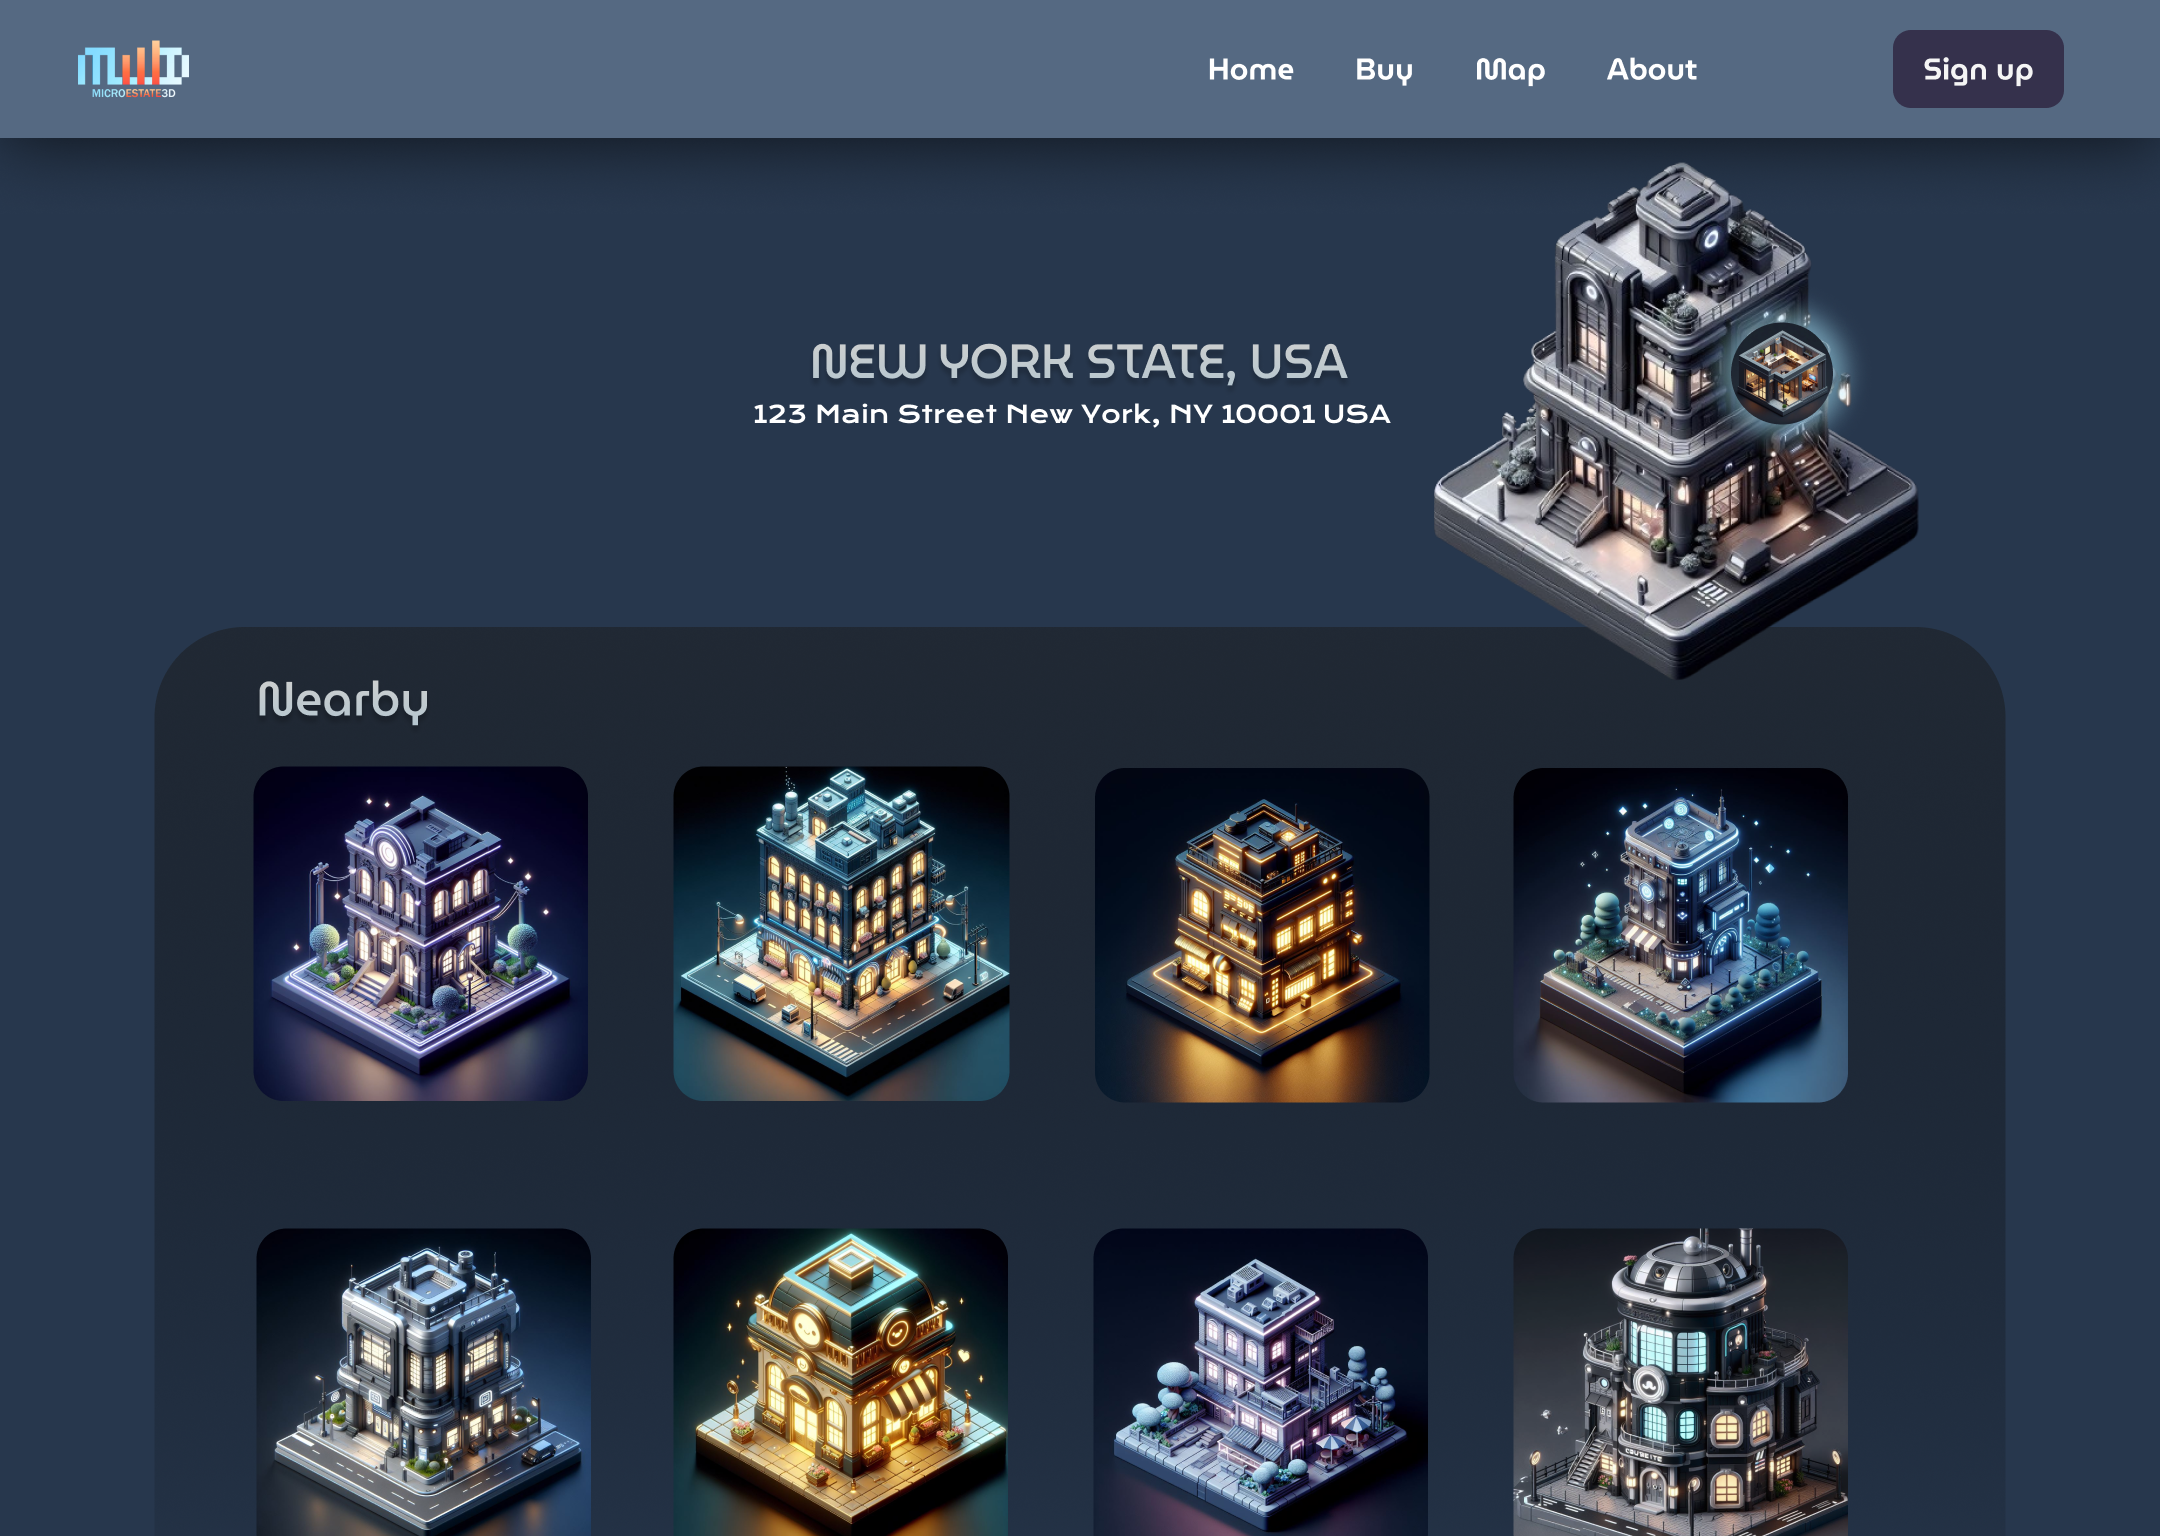 MICROESTATE3D
Home
Buy
Map
About
Sign up
NEW YORK STATE, USA
123 Main Street New York, NY 10001 USA
Nearby